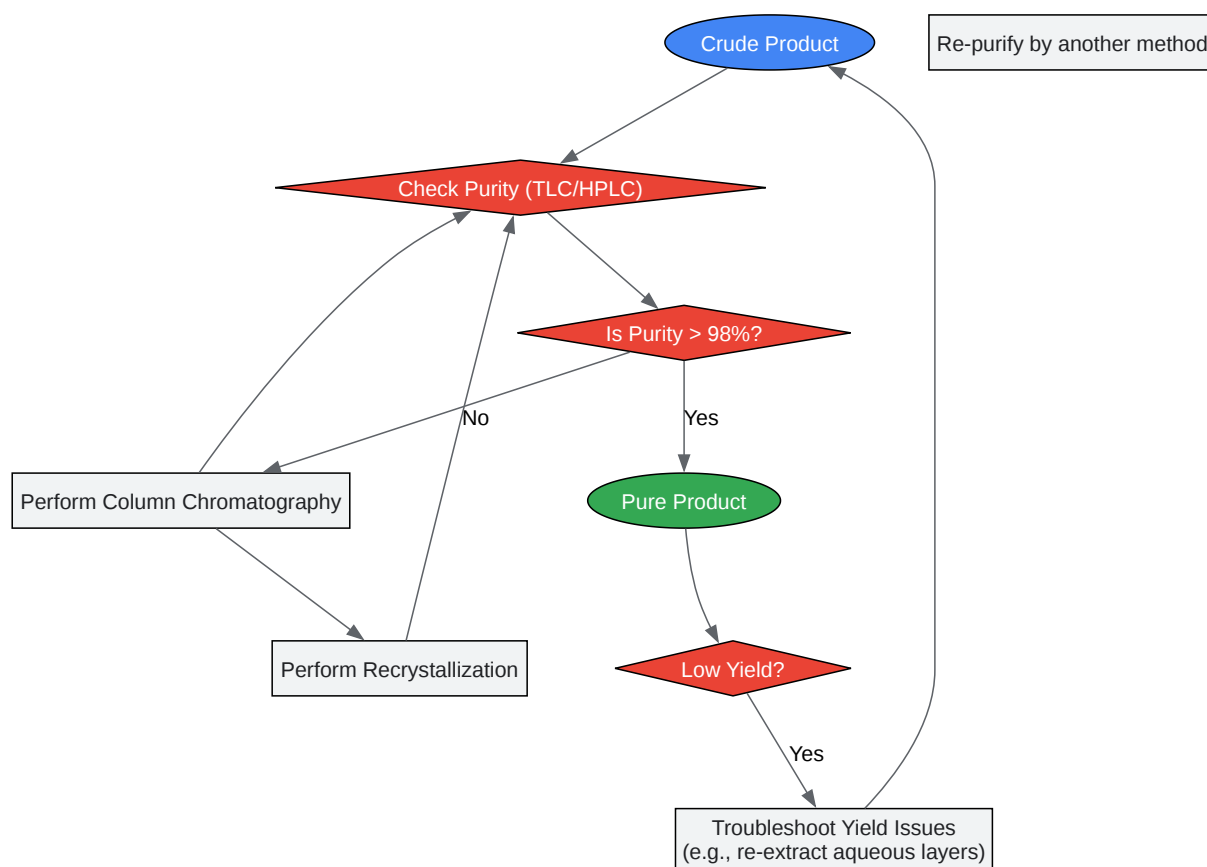 Crude Product
Re-purify by another method
Check Purity (TLC/HPLC)
Is Purity > 98%?
No
Yes
Perform Column Chromatography
Pure Product
Perform Recrystallization
Low Yield?
Yes
Troubleshoot Yield Issues
(e.g., re-extract aqueous layers)